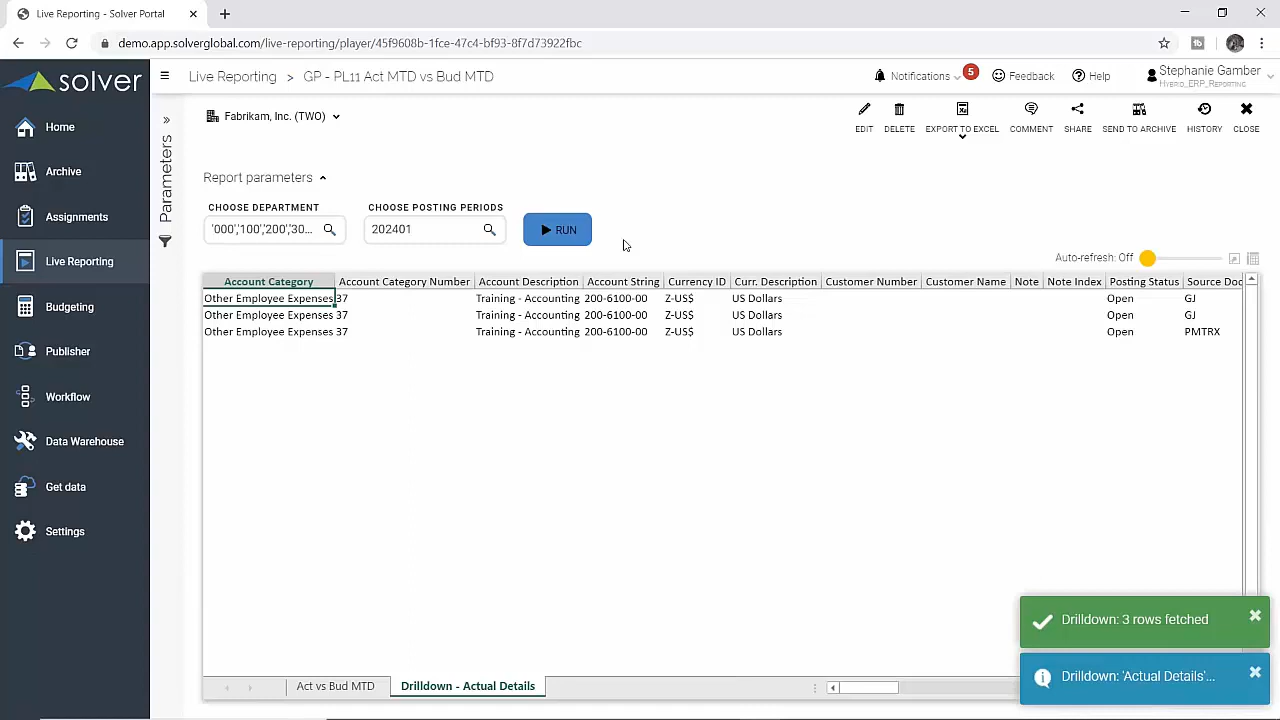 Live Reporting - Solver Portal
demo.app.solverglobal.com/live-reporting/player/45f9608b-1fce-47c4-bf93-8f7d73922fbc
solver
Live Reporting > GP - PL11 Act MTD vs Bud MTD
Notifications 5 Feedback Help Stephanie Gamber
HYBRID_ERP_REPORTING
Home
Archive
Assignments
Live Reporting
Budgeting
Publisher
Workflow
Data Warehouse
Get data
Settings
Parameters
Fabrikam, Inc. (TWO)
EDIT DELETE EXPORT TO EXCEL COMMENT SHARE SEND TO ARCHIVE HISTORY CLOSE
Report parameters
CHOOSE DEPARTMENT CHOOSE POSTING PERIODS
'000','100','200','30... 202401 RUN
Auto-refresh: Off
Account Category Account Category Number Account Description Account String Currency ID Curr. Description Customer Number Customer Name Note Note Index Posting Status Source Doc
Other Employee Expenses 37 Training - Accounting 200-6100-00 Z-US$ US Dollars Open GJ
Other Employee Expenses 37 Training - Accounting 200-6100-00 Z-US$ US Dollars Open GJ
Other Employee Expenses 37 Training - Accounting 200-6100-00 Z-US$ US Dollars Open PMTRX
Drilldown: 3 rows fetched
Drilldown: 'Actual Details'...
Act vs Bud MTD Drilldown - Actual Details